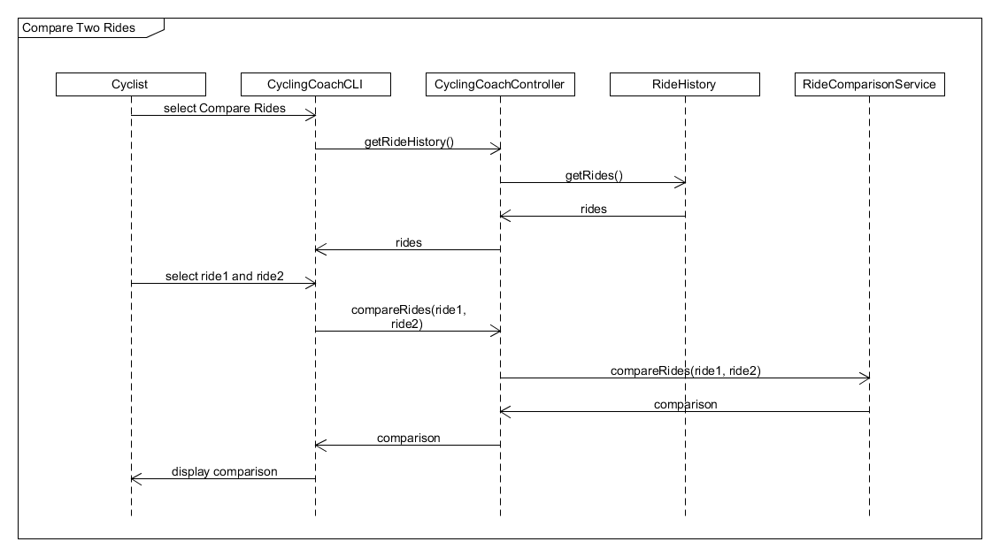 Compare Two Rides
Cyclist
CyclingCoachCLI
CyclingCoachController
RideHistory
RideComparisonService
select Compare Rides
getRideHistory()
getRides()
rides
rides
select ride1 and ride2
compareRides(ride1,
ride2)
compareRides(ride1, ride2)
comparison
comparison
display comparison